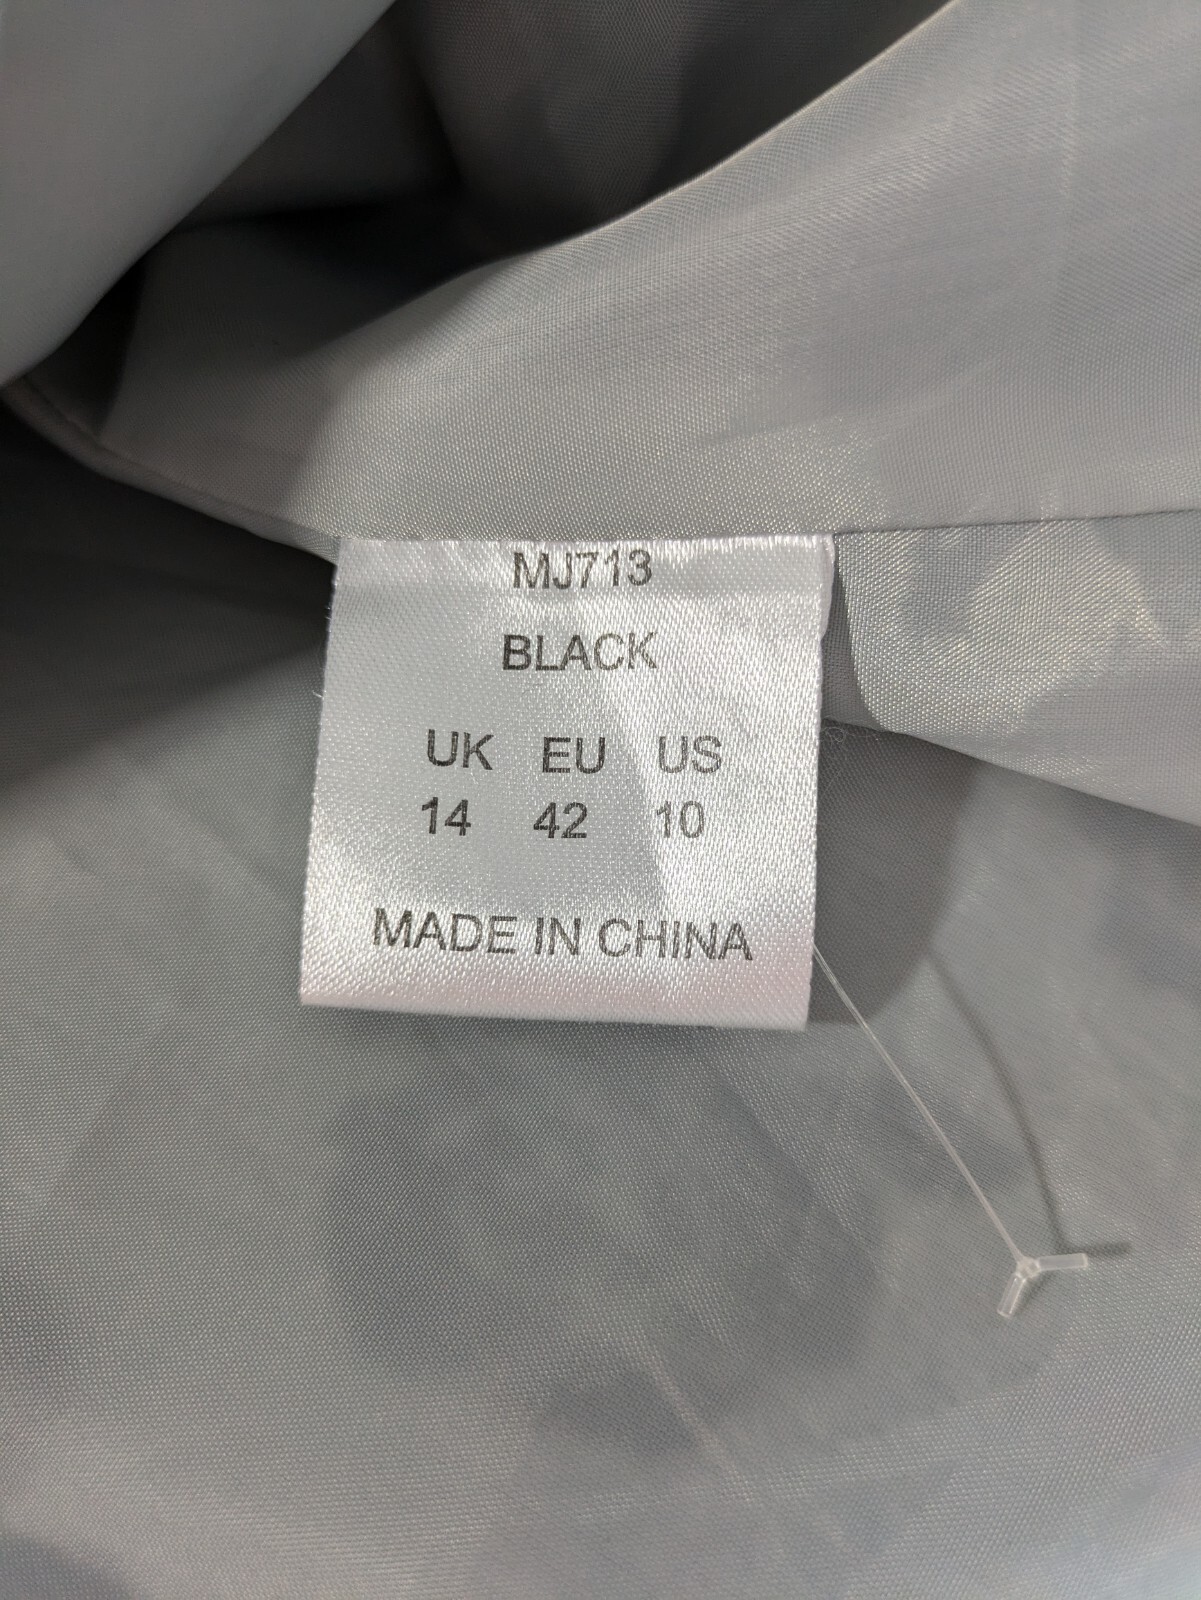 MJ713
BLACK
UK EU US
14 42 10
MADE IN CHINA